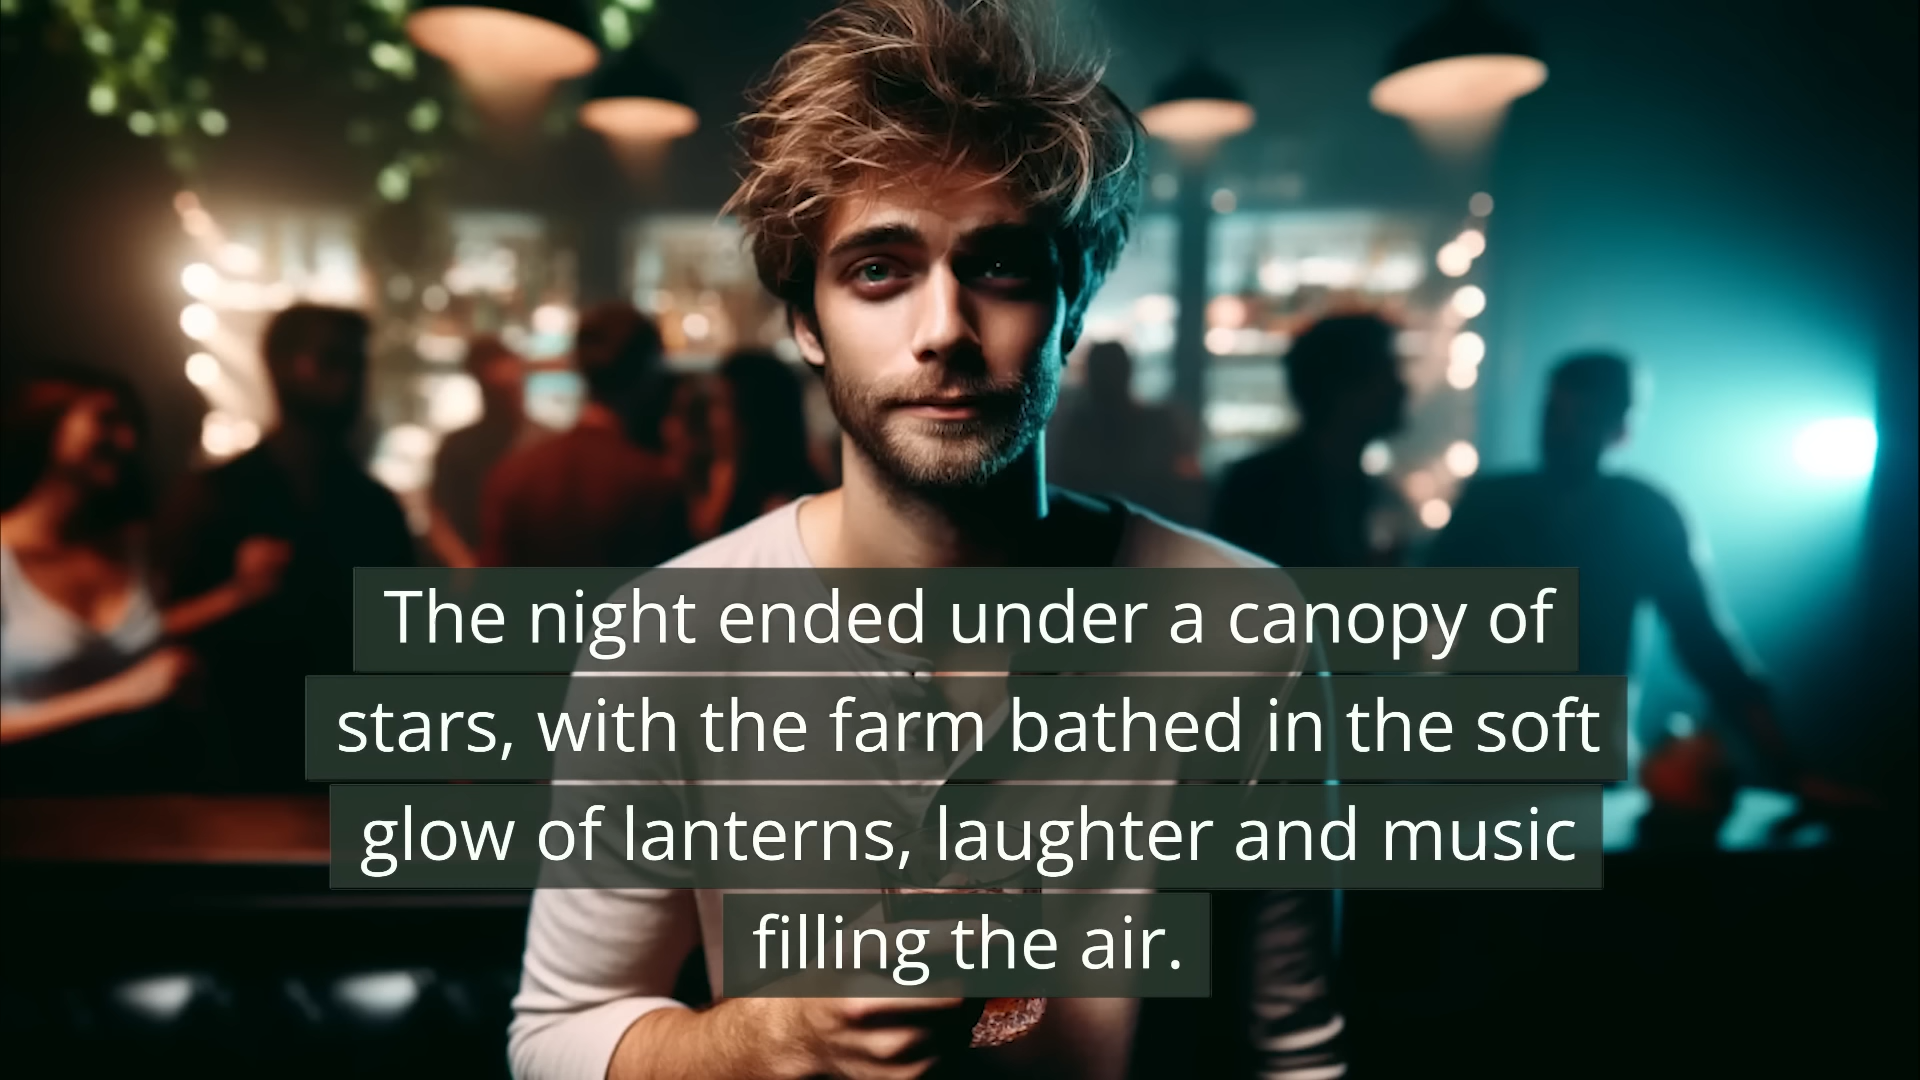 The night ended under a canopy of
stars, with the farm bathed in the soft
glow of lanterns, laughter and music
filling the air.